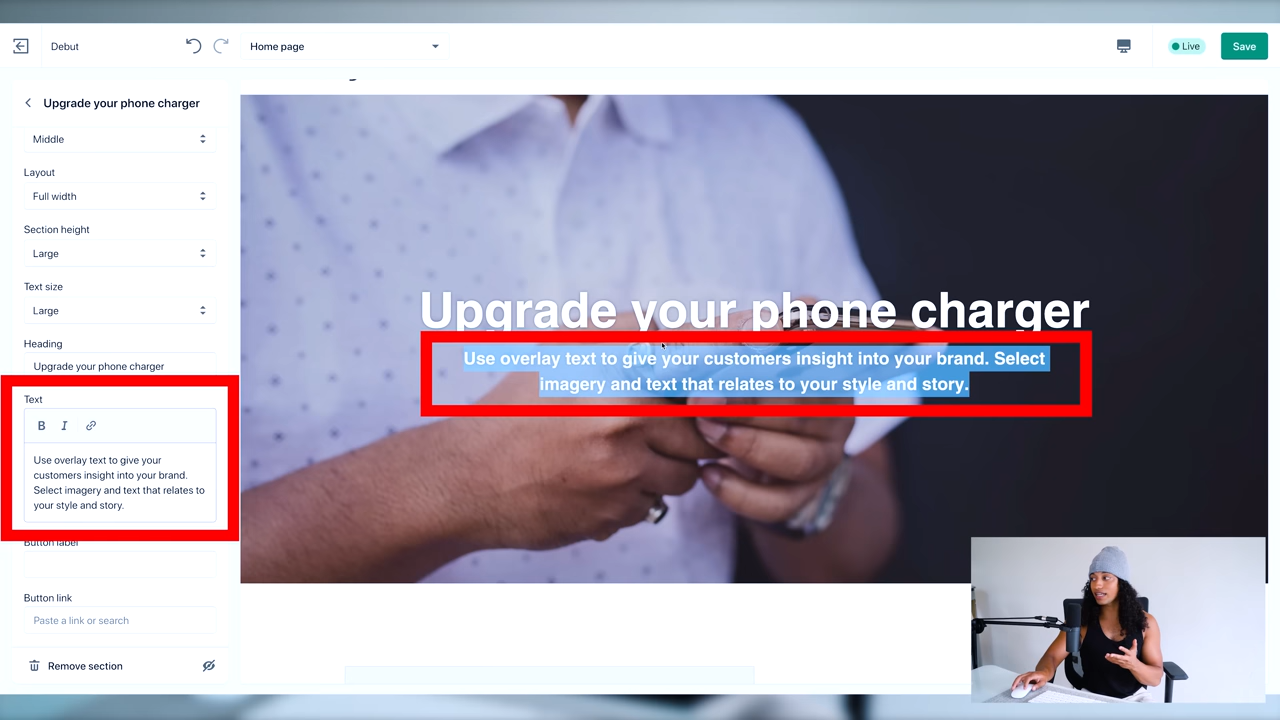 Debut
Home page
Live
Save
Upgrade your phone charger
Middle
Layout
Full width
Section height
Large
Text size
Large
Heading
Upgrade your phone charger
Text
B I
Use overlay text to give your
customers insight into your brand.
Select imagery and text that relates to
your style and story.
Button label
Button link
Paste a link or search
Remove section
Upgrade your phone charger
Use overlay text to give your customers insight into your brand. Select
imagery and text that relates to your style and story.